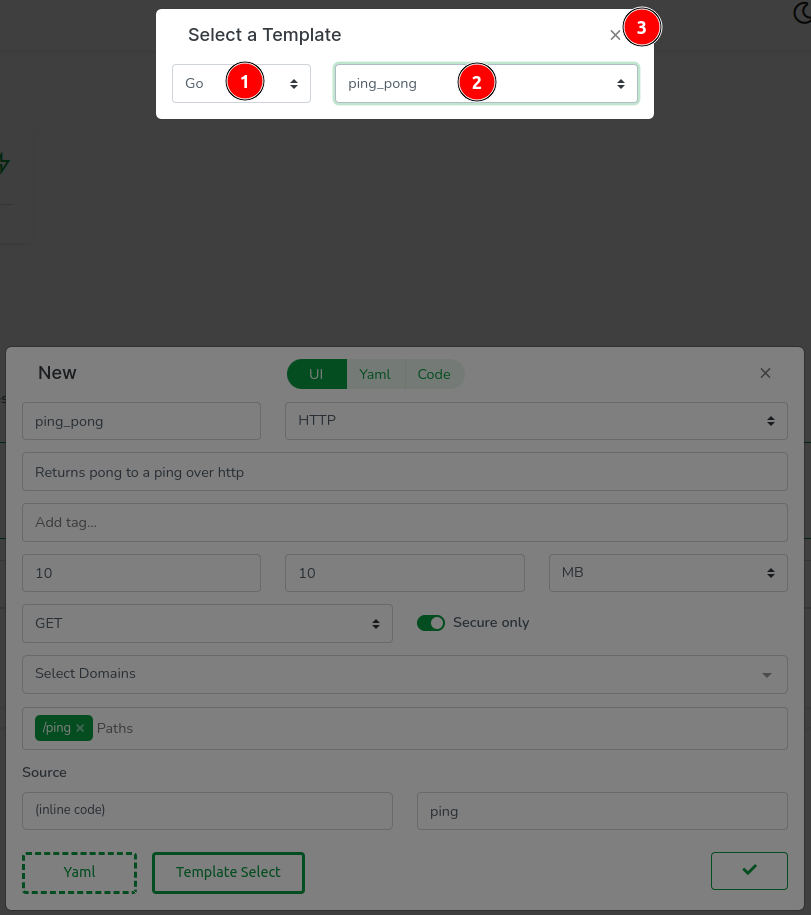 Select a Template
×
3
Go
1
ping_pong
2
New
UI
Yaml
Code
×
ping_pong
HTTP
Returns pong to a ping over http
Add tag...
10
10
MB
GET
Secure only
Select Domains
/ping ×
Paths
Source
(inline code)
ping
Yaml
Template Select